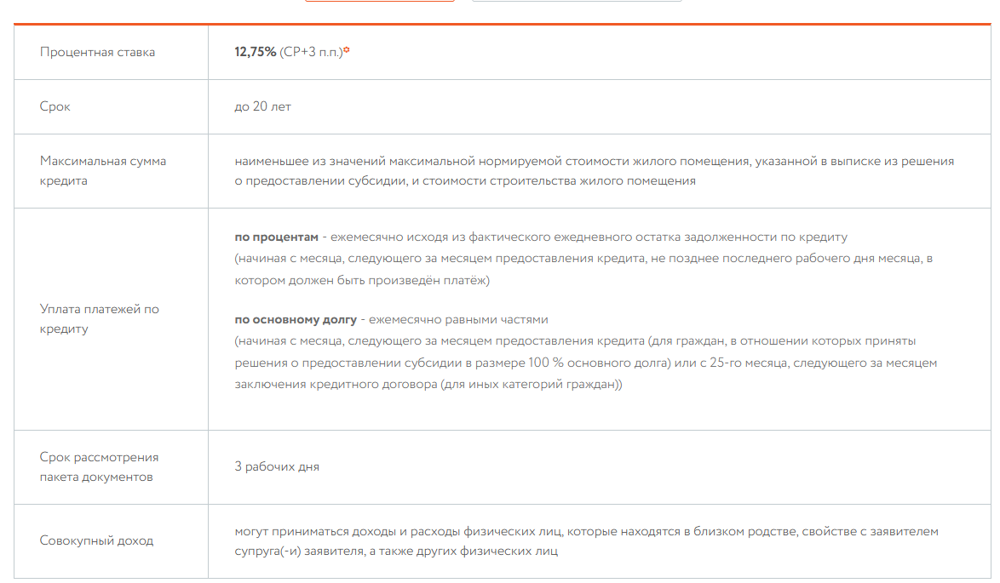 Процентная ставка
12,75% (СР+3 п.п.)*
Срок
до 20 лет
Максимальная сумма
кредита
наименьшее из значений максимальной нормируемой стоимости жилого помещения, указанной в выписке из решения
о предоставлении субсидии, и стоимости строительства жилого помещения
Уплата платежей по
кредиту
по процентам - ежемесячно исходя из фактического ежедневного остатка задолженности по кредиту
(начиная с месяца, следующего за месяцем предоставления кредита, не позднее последнего рабочего дня месяца, в
котором должен быть произведён платёж)
по основному долгу - ежемесячно равными частями
(начиная с месяца, следующего за месяцем предоставления кредита (для граждан, в отношении которых приняты
решения о предоставлении субсидии в размере 100 % основного долга) или с 25-го месяца, следующего за месяцем
заключения кредитного договора (для иных категорий граждан))
Срок рассмотрения
пакета документов
3 рабочих дня
Совокупный доход
могут приниматься доходы и расходы физических лиц, которые находятся в близком родстве, свойстве с заявителем
супруга(-и) заявителя, а также других физических лиц